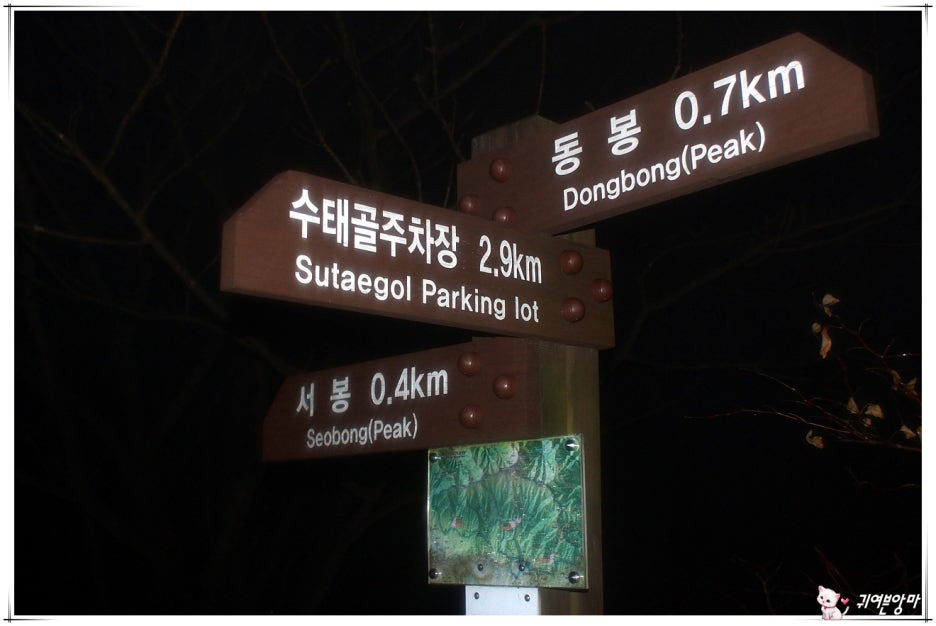 동 봉 0.7km
Dongbong(Peak)
수태골주차장 2.9km
Sutaegol Parking lot
서 봉 0.4km
Seobong(Peak)
귀여븐앙마